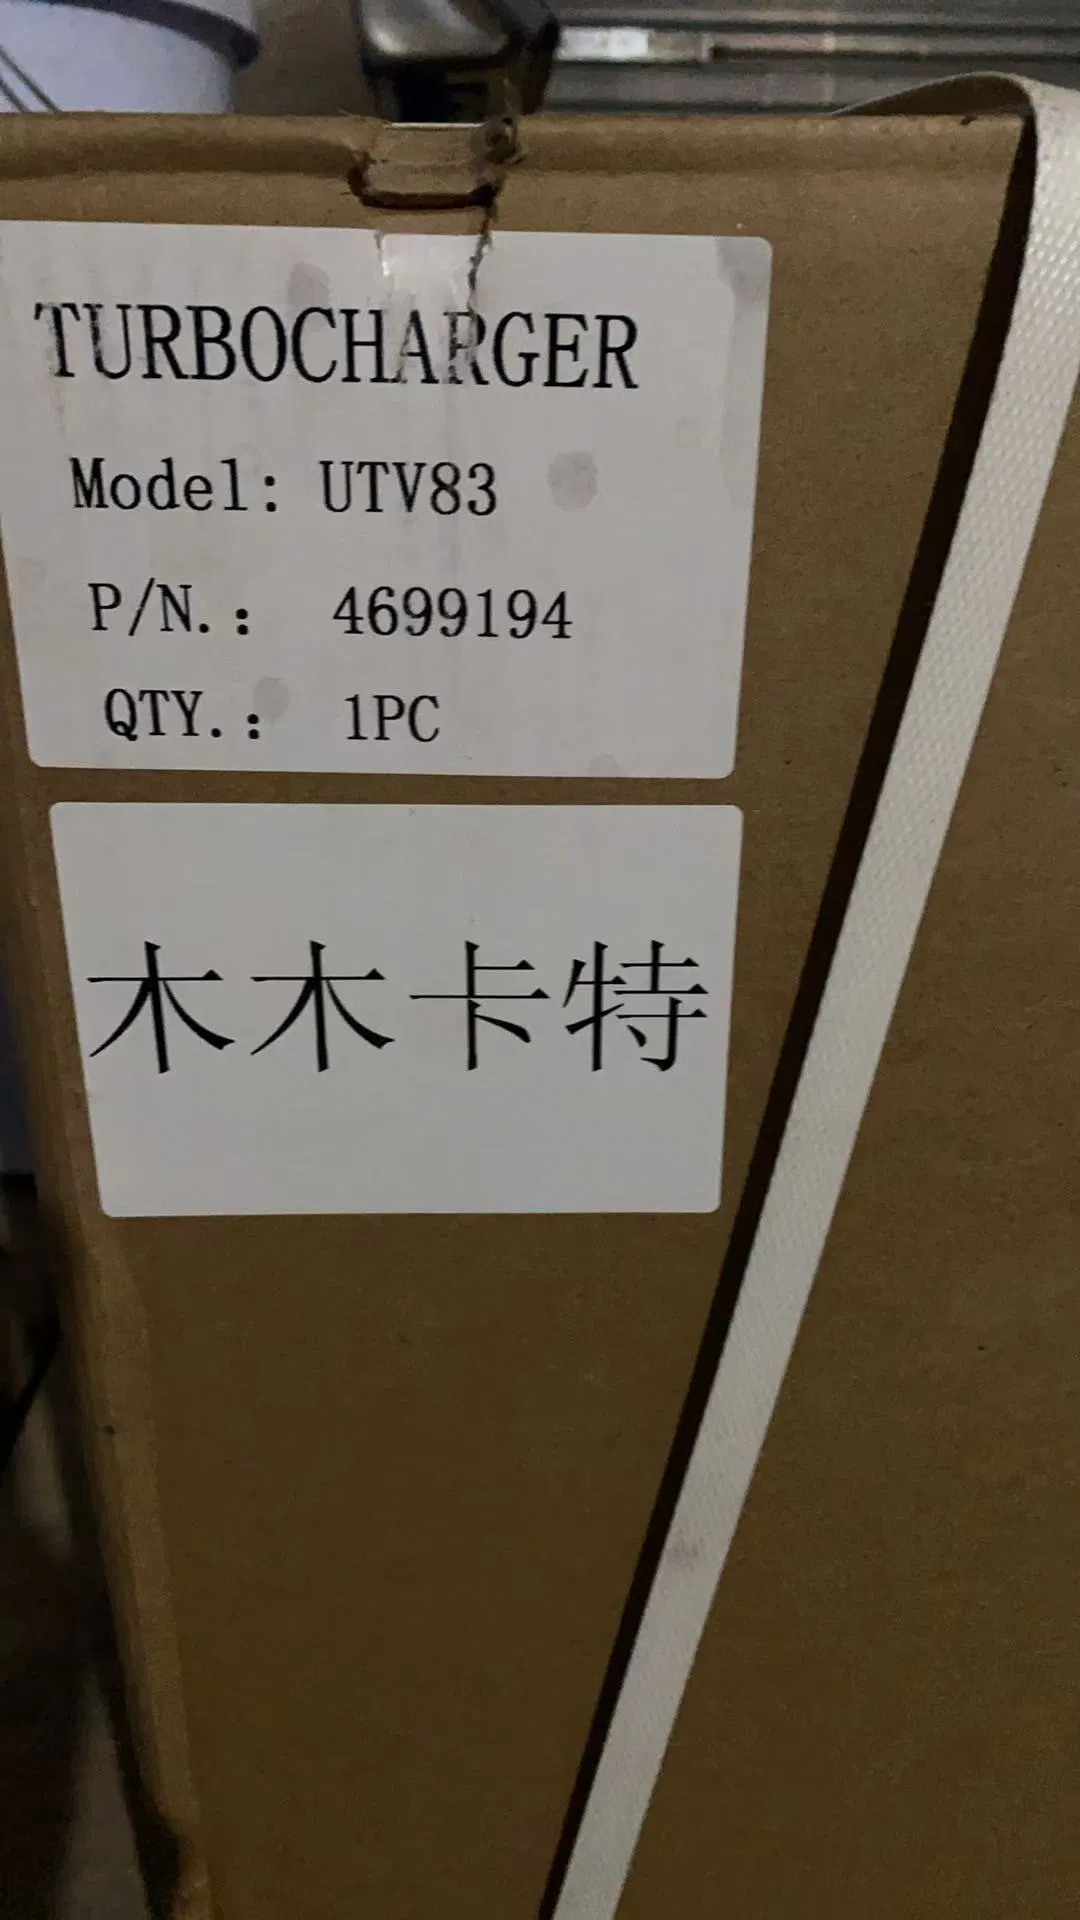 TURBOCHARGER
Model: UTV83
P/N.: 4699194
QTY.: 1PC
木木卡特